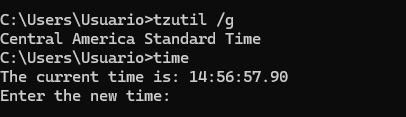 C:\Users\Usuario>tzutil /g
Central America Standard Time
C:\Users\Usuario>time
The current time is: 14:56:57.90
Enter the new time: